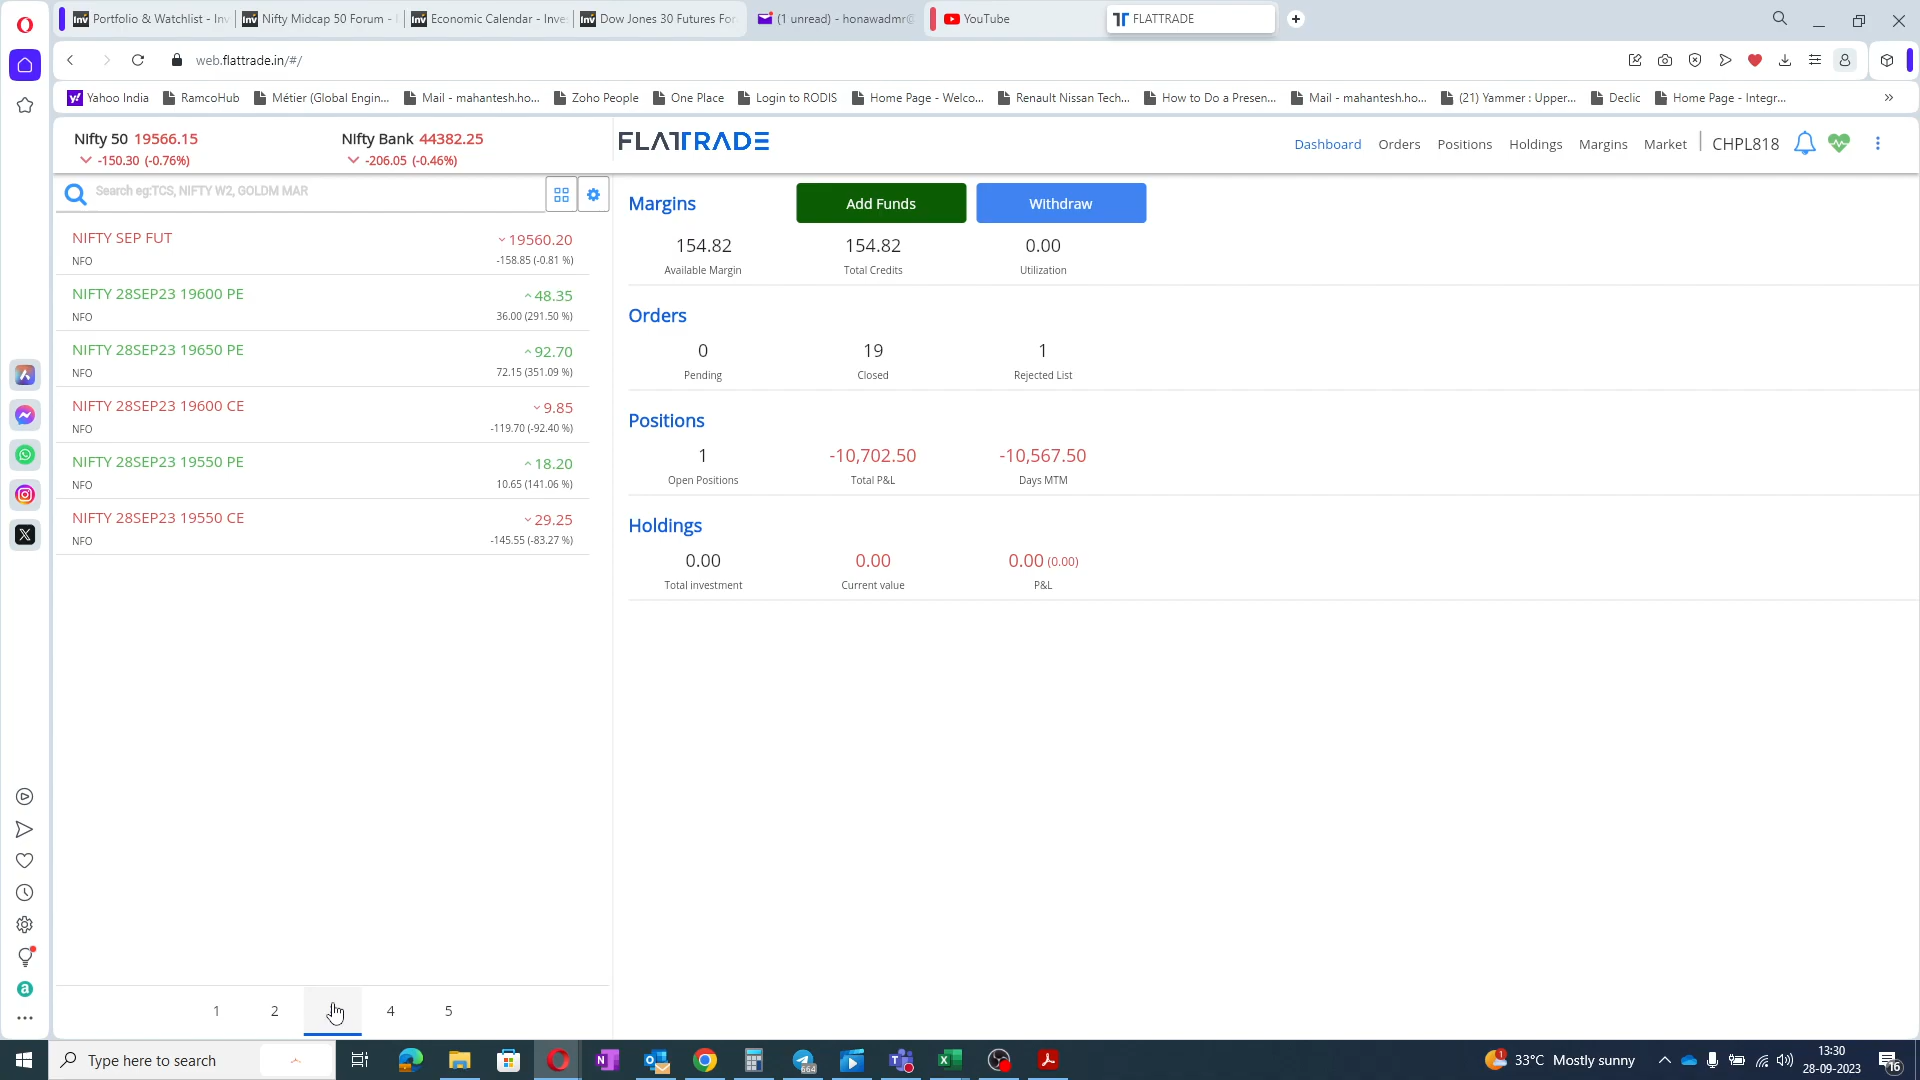 Portfolio & Watchlist - Inv
Nifty Midcap 50 Forum -
Economic Calendar - Inve
Dow Jones 30 Futures For
(1 unread) - honawadmr@
YouTube
FLATTRADE
web.flattrade.in/#/
Yahoo India
RamcoHub
Métier (Global Engin...
Mail - mahantesh.ho...
Zoho People
One Place
Login to RODIS
Home Page - Welco...
Renault Nissan Tech...
How to Do a Presen...
Mail - mahantesh.ho...
(21) Yammer : Upper...
Declic
Home Page - Integr...
Nifty 50 19566.15
-150.30 (-0.76%)
Nifty Bank 44382.25
-206.05 (-0.46%)
FLATTRADE
Dashboard Orders Positions Holdings Margins Market CHPL818
Search eg:TCS, NIFTY W2, GOLDM MAR
NIFTY SEP FUT 19560.20
NFO -158.85 (-0.81 %)
NIFTY 28SEP23 19600 PE 48.35
NFO 36.00 (291.50 %)
NIFTY 28SEP23 19650 PE 92.70
NFO 72.15 (351.09 %)
NIFTY 28SEP23 19600 CE 9.85
NFO -119.70 (-92.40 %)
NIFTY 28SEP23 19550 PE 18.20
NFO 10.65 (141.06 %)
NIFTY 28SEP23 19550 CE 29.25
NFO -145.55 (-83.27 %)
1 2 4 5
Margins Add Funds Withdraw
154.82 154.82 0.00
Available Margin Total Credits Utilization
Orders
0 19 1
Pending Closed Rejected List
Positions
1 -10,702.50 -10,567.50
Open Positions Total P&L Days MTM
Holdings
0.00 0.00 0.00 (0.00)
Total investment Current value P&L
Type here to search
664
33°C Mostly sunny
13:30
28-09-2023
16